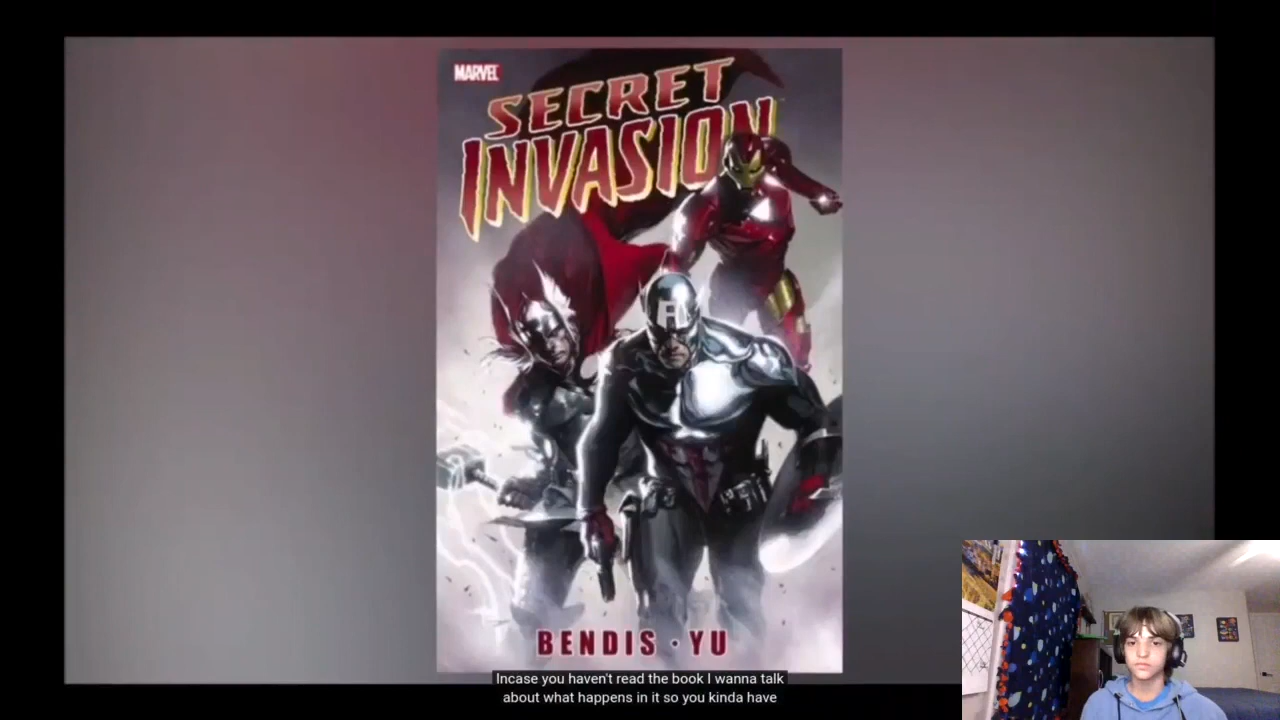 MARVEL
SECRET
INVASION
BENDIS · YU
Incase you haven't read the book I wanna talk
about what happens in it so you kinda have